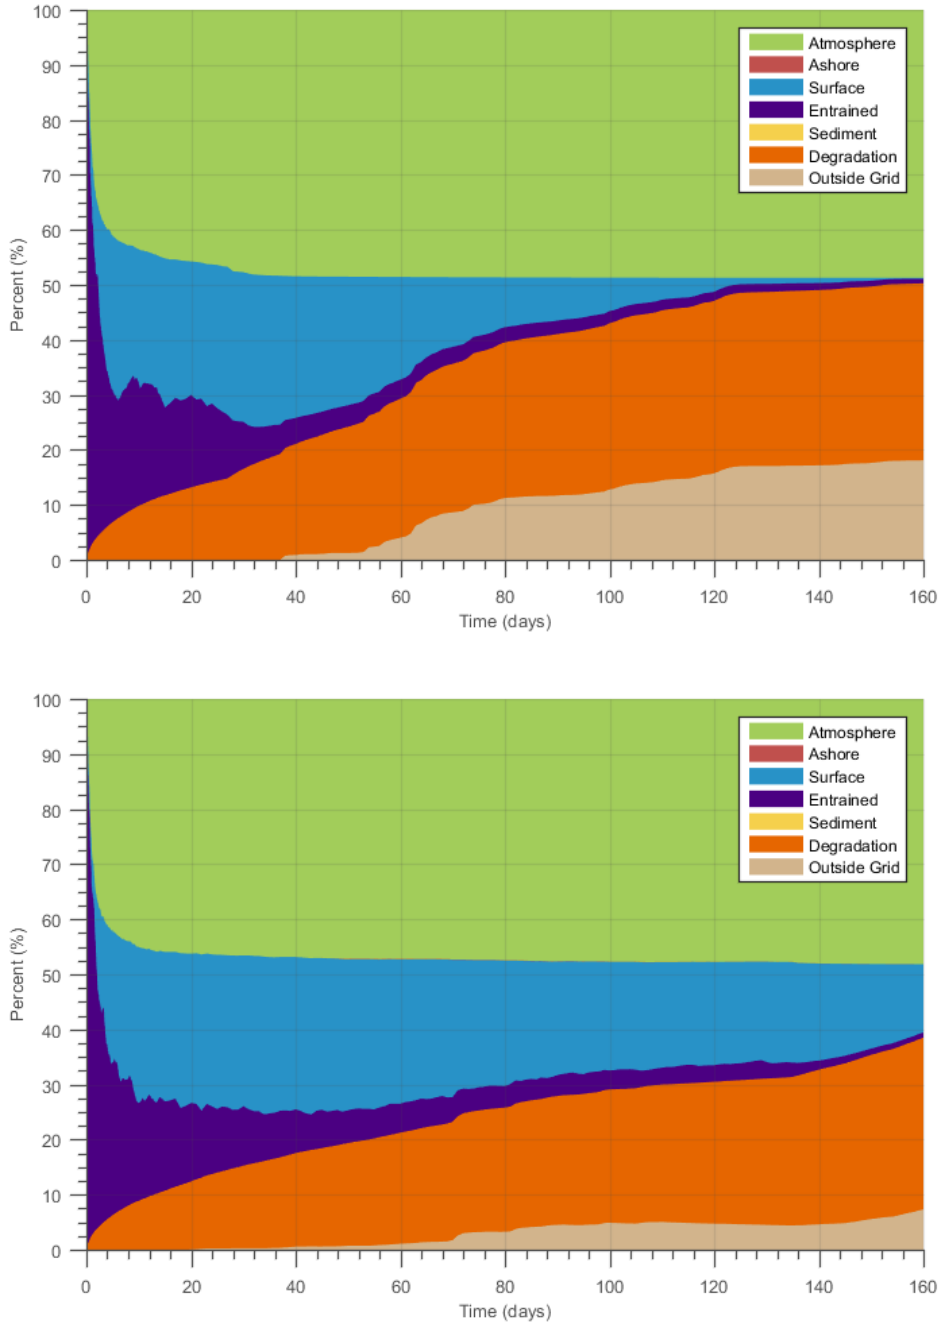 100
90
80
70
60
50
40
30
20
10
0
Percent (%)
Atmosphere
Ashore
Surface
Entrained
Sediment
Degradation
Outside Grid
0 20 40 60 80 100 120 140 160
Time (days)
100
90
80
70
60
50
40
30
20
10
0
Percent (%)
Atmosphere
Ashore
Surface
Entrained
Sediment
Degradation
Outside Grid
0 20 40 60 80 100 120 140 160
Time (days)